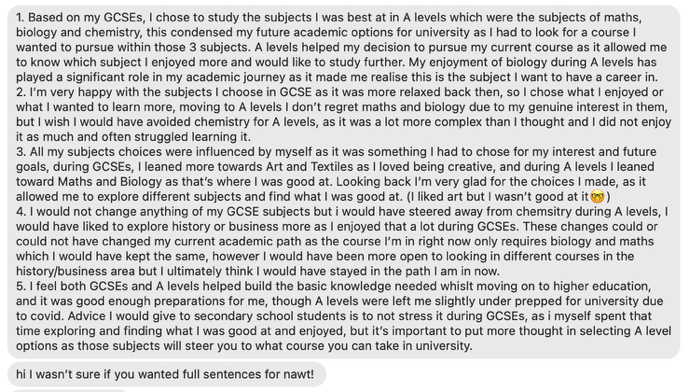 1. Based on my GCSEs, I chose to study the subjects I was best at in A levels which were the subjects of maths,
biology and chemistry, this condensed my future academic options for university as I had to look for a course I
wanted to pursue within those 3 subjects. A levels helped my decision to pursue my current course as it allowed me
to know which subject I enjoyed more and would like to study further. My enjoyment of biology during A levels has
played a significant role in my academic journey as it made me realise this is the subject I want to have a career in.
2. I'm very happy with the subjects I choose in GCSE as it was more relaxed back then, so I chose what I enjoyed or
what I wanted to learn more, moving to A levels I don't regret maths and biology due to my genuine interest in them,
but I wish I would have avoided chemistry for A levels, as it was a lot more complex than I thought and I did not enjoy
it as much and often struggled learning it.
3. All my subjects choices were influenced by myself as it was something I had to chose for my interest and future
goals, during GCSEs, I leaned more towards Art and Textiles as I loved being creative, and during A levels I leaned
toward Maths and Biology as that's where I was good at. Looking back I'm very glad for the choices I made, as it
allowed me to explore different subjects and find what I was good at. (I liked art but I wasn't good at it🤓)
4. I would not change anything of my GCSE subjects but i would have steered away from chemsitry during A levels, I
would have liked to explore history or business more as I enjoyed that a lot during GCSEs. These changes could or
could not have changed my current academic path as the course I'm in right now only requires biology and maths
which I would have kept the same, however I would have been more open to looking in different courses in the
history/business area but I ultimately think I would have stayed in the path I am in now.
5. I feel both GCSEs and A levels helped build the basic knowledge needed whislt moving on to higher education,
and it was good enough preparations for me, though A levels were left me slightly under prepped for university due
to covid. Advice I would give to secondary school students is to not stress it during GCSEs, as i myself spent that
time exploring and finding what I was good at and enjoyed, but it's important to put more thought in selecting A level
options as those subjects will steer you to what course you can take in university.
hi I wasn't sure if you wanted full sentences for nawt!